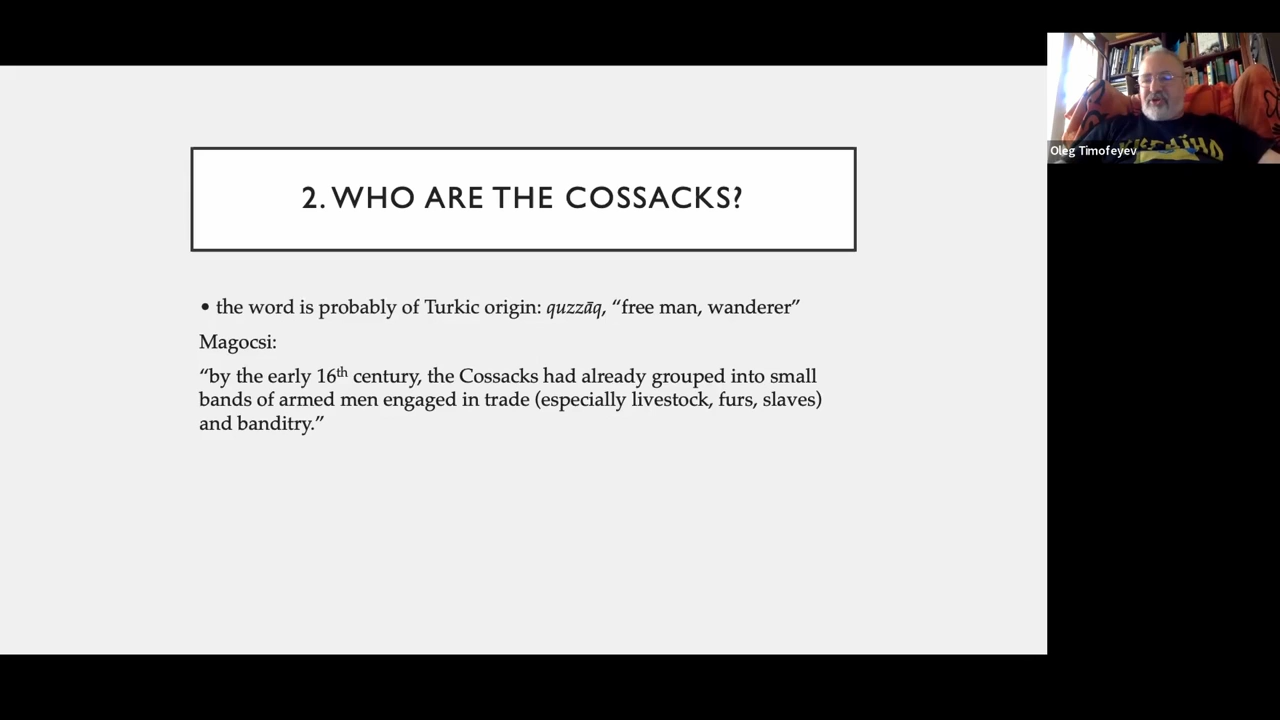 2. WHO ARE THE COSSACKS?
• the word is probably of Turkic origin: quzzāq, “free man, wanderer”
Magocsi:
“by the early 16th century, the Cossacks had already grouped into small
bands of armed men engaged in trade (especially livestock, furs, slaves)
and banditry.”
Oleg Timofeyev